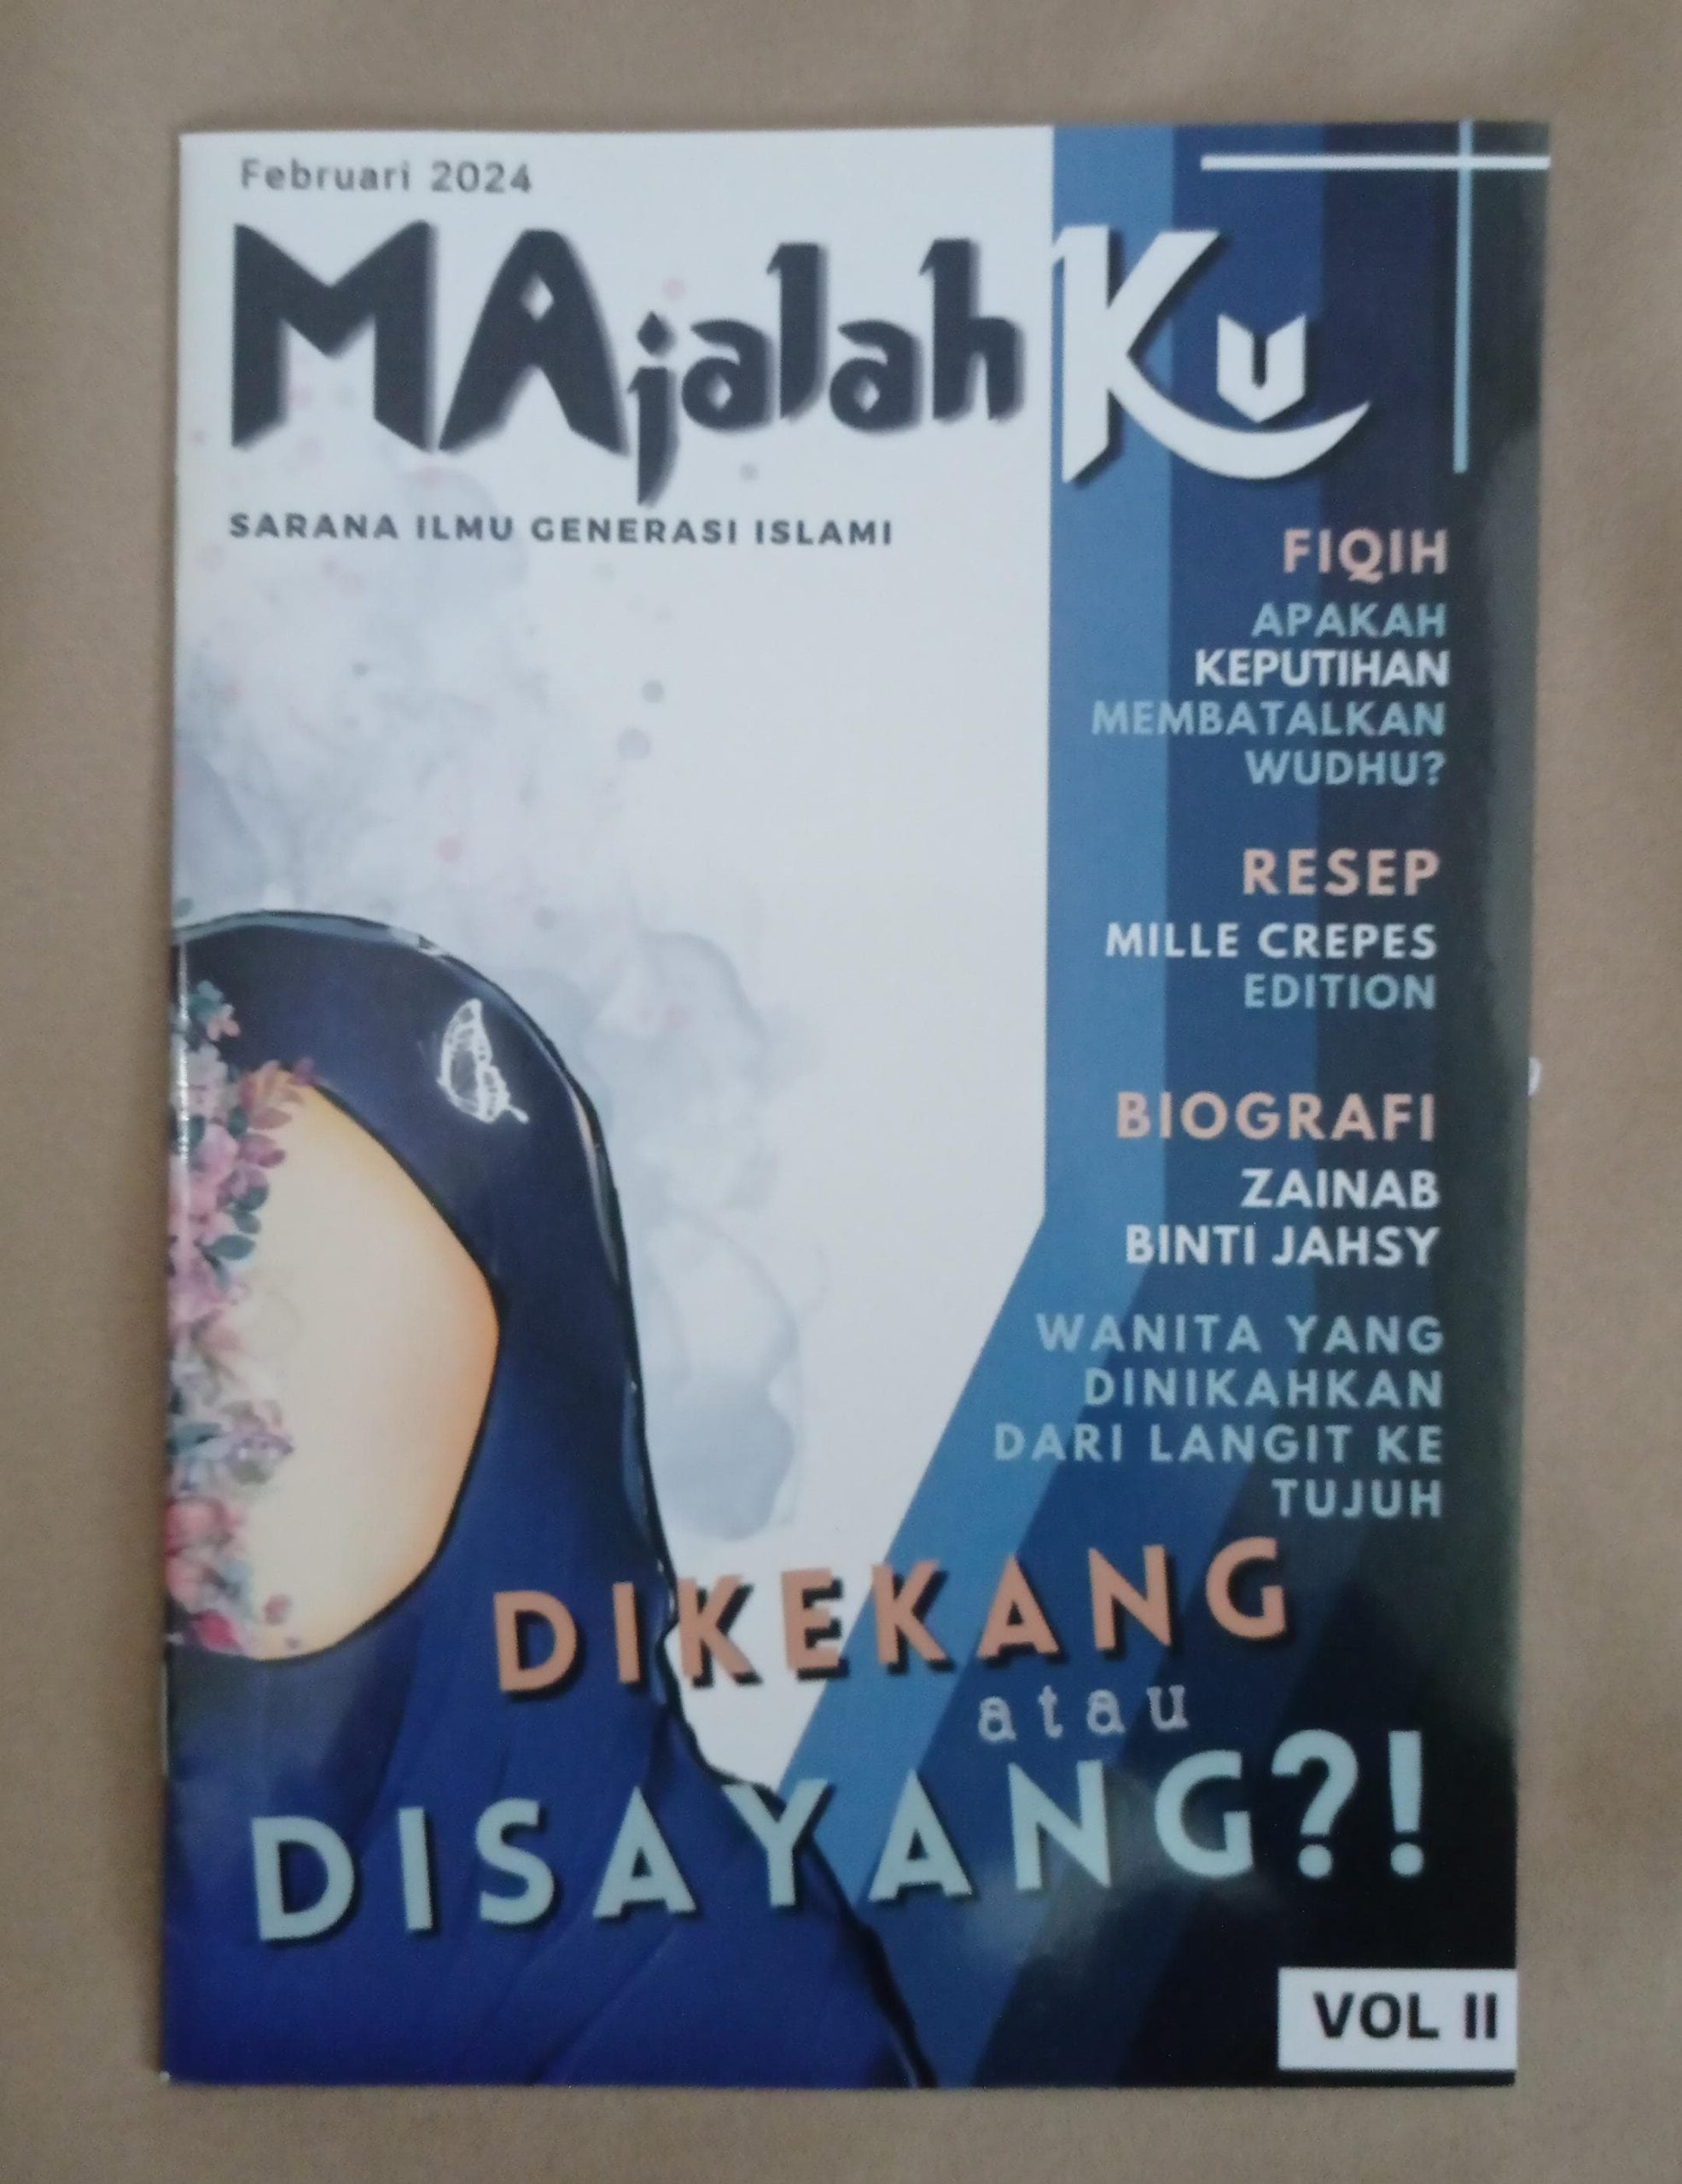 Februari 2024
MAjalahKu
SARANA ILMU GENERASI ISLAMI
FIQIH
APAKAH
KEPUTIHAN
MEMBATALKAN
WUDHU?
RESEP
MILLE CREPES
EDITION
BIOGRAFI
ZAINAB
BINTI JAHSY
WANITA YANG
DINIKAHKAN
DARI LANGIT KE
TUJUH
DIKEKANG
atau
DISAYANG?!
VOL II